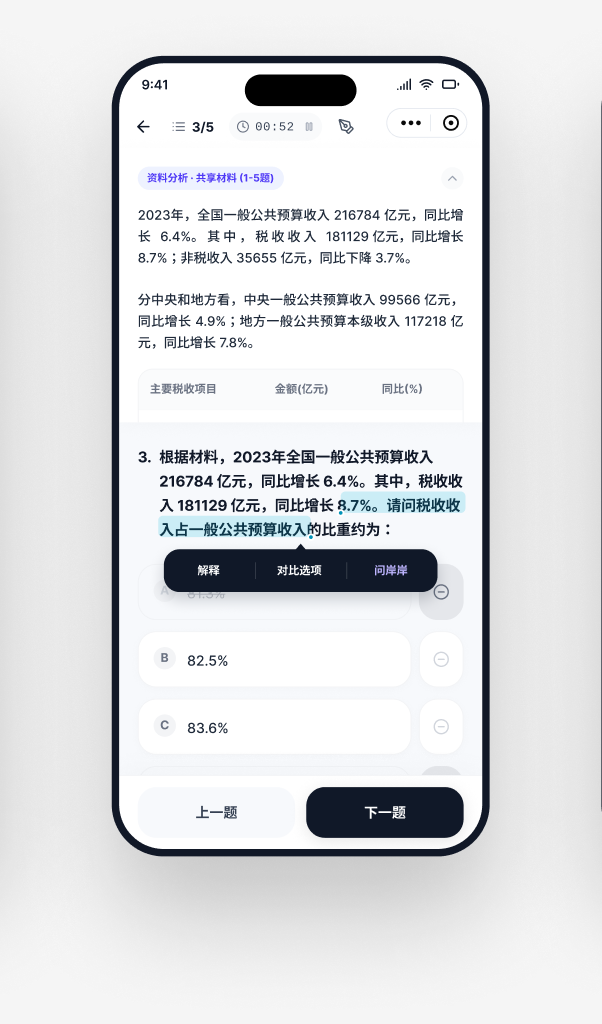 9:41
3/5
00:52
资料分析 · 共享材料 (1-5题)
2023年，全国一般公共预算收入 216784 亿元，同比增
长 6.4%。其中，税收收入 181129 亿元，同比增长
8.7%；非税收入 35655 亿元，同比下降 3.7%。
分中央和地方看，中央一般公共预算收入 99566 亿元，
同比增长 4.9%；地方一般公共预算本级收入 117218 亿
元，同比增长 7.8%。
主要税收项目 金额(亿元) 同比(%)
3. 根据材料，2023年全国一般公共预算收入
216784 亿元，同比增长 6.4%。其中，税收收
入 181129 亿元，同比增长 8.7%。请问税收收
入占一般公共预算收入的比重约为：
解释 对比选项 问岸岸
A 81.3%
B 82.5%
C 83.6%
上一题 下一题